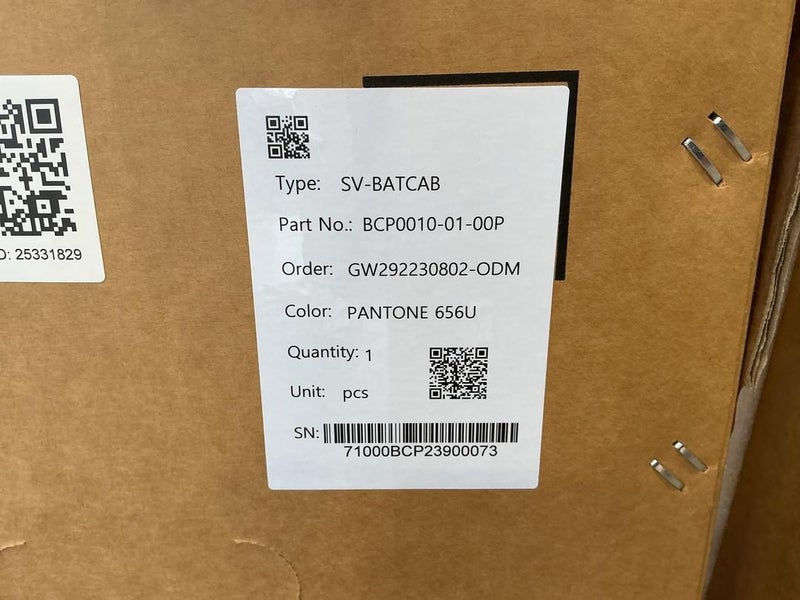 Type: SV-BATCAB
Part No.: BCP0010-01-00P
Order: GW292230802-ODM
Color: PANTONE 656U
Quantity: 1
Unit: pcs
SN:
71000BCP23900073
D: 25331829